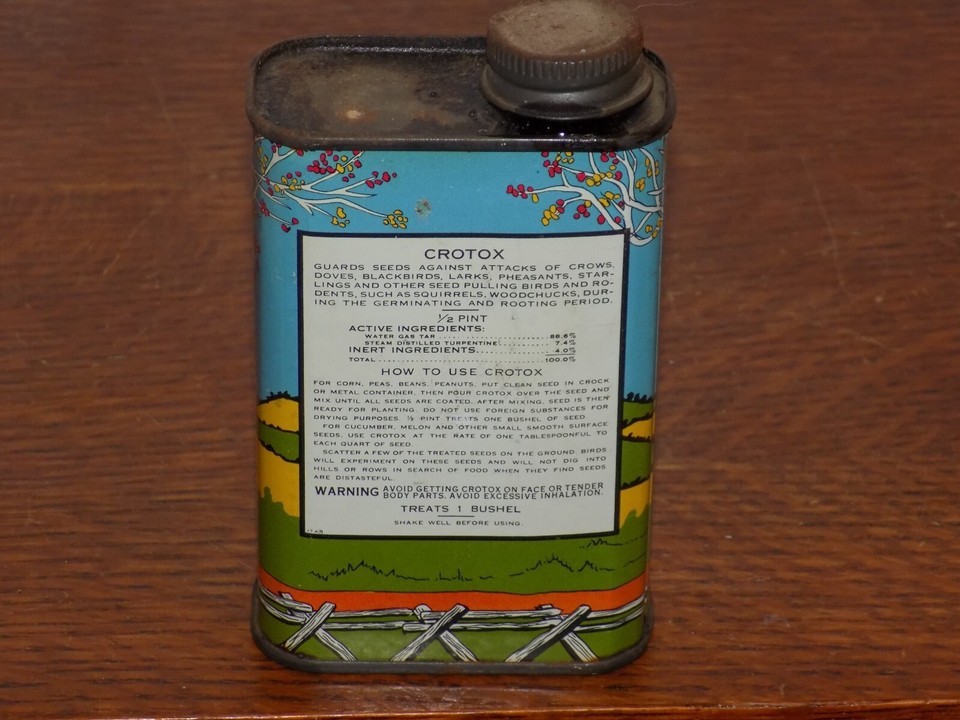 CROTOX
GUARDS SEEDS AGAINST ATTACKS OF CROWS,
DOVES, BLACKBIRDS, LARKS, PHEASANTS, STAR-
LINGS AND OTHER SEED PULLING BIRDS AND RO-
DENTS, SUCH AS SQUIRRELS, WOODCHUCKS, DUR-
ING THE GERMINATING AND ROOTING PERIOD.
½ PINT
ACTIVE INGREDIENTS:
WATER GAS TAR .......... 88.6%
STEAM DISTILLED TURPENTINE .......... 7.4%
INERT INGREDIENTS .......... 4.0%
TOTAL .......... 100.0%
HOW TO USE CROTOX
FOR CORN, PEAS, BEANS, PEANUTS, PUT CLEAN SEED IN CROCK
OR METAL CONTAINER, THEN POUR CROTOX OVER THE SEED AND
MIX UNTIL ALL SEEDS ARE COATED. AFTER MIXING, SEED IS THEN
READY FOR PLANTING. DO NOT USE FOREIGN SUBSTANCES FOR
DRYING PURPOSES. ½ PINT TREATS ONE BUSHEL OF SEED
FOR CUCUMBER, MELON AND OTHER SMALL SMOOTH SURFACE
SEEDS, USE CROTOX AT THE RATE OF ONE TABLESPOONFUL TO
EACH QUART OF SEED.
SCATTER A FEW OF THE TREATED SEEDS ON THE GROUND. BIRDS
WILL EXPERIMENT ON THESE SEEDS AND WILL NOT DIG INTO
HILLS OR ROWS IN SEARCH OF FOOD WHEN THEY FIND SEEDS
ARE DISTASTEFUL.
WARNING AVOID GETTING CROTOX ON FACE OR TENDER
BODY PARTS. AVOID EXCESSIVE INHALATION.
TREATS 1 BUSHEL
SHAKE WELL BEFORE USING.